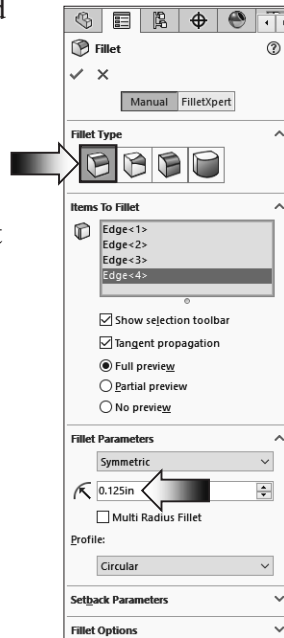 d
Fillet
Manual FilletXpert
Fillet Type
Items To Fillet
t
Edge<1>
Edge<2>
Edge<3>
Edge<4>
Show selection toolbar
Tangent propagation
Full preview
Partial preview
No preview
Fillet Parameters
Symmetric
0.125in
Multi Radius Fillet
Profile:
Circular
Setback Parameters
Fillet Options